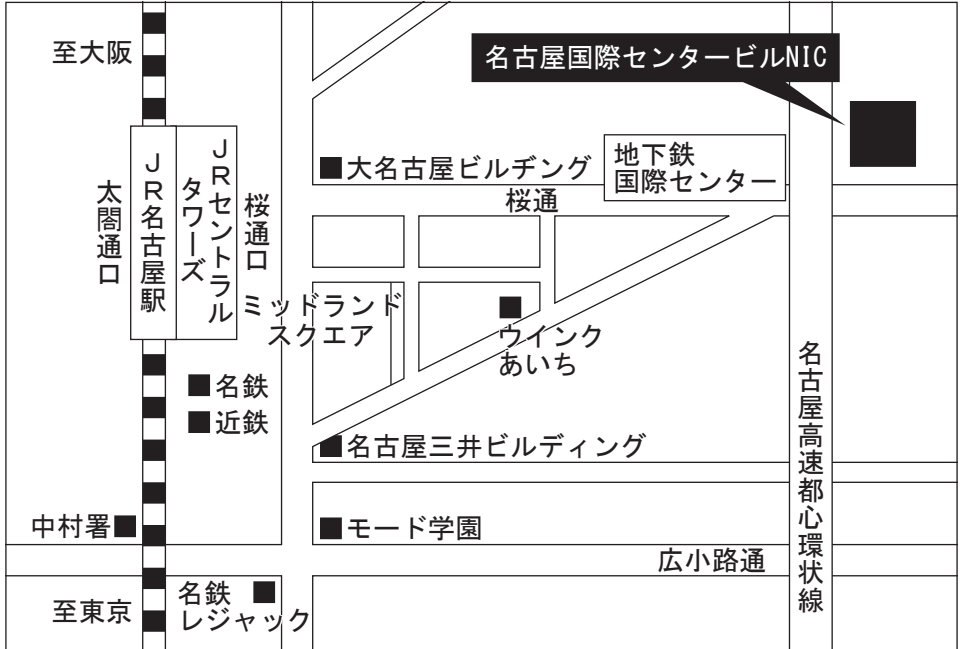 至大阪
名古屋国際センタービルNIC
大名古屋ビルヂング
地下鉄
国際センター
桜通
太閤通口
JR名古屋駅
JRセントラル
タワーズ
桜通口
ミッドランド
スクエア
ウインク
あいち
名鉄
近鉄
名古屋三井ビルディング
名古屋高速都心環状線
中村署
モード学園
広小路通
至東京
名鉄
レジャック